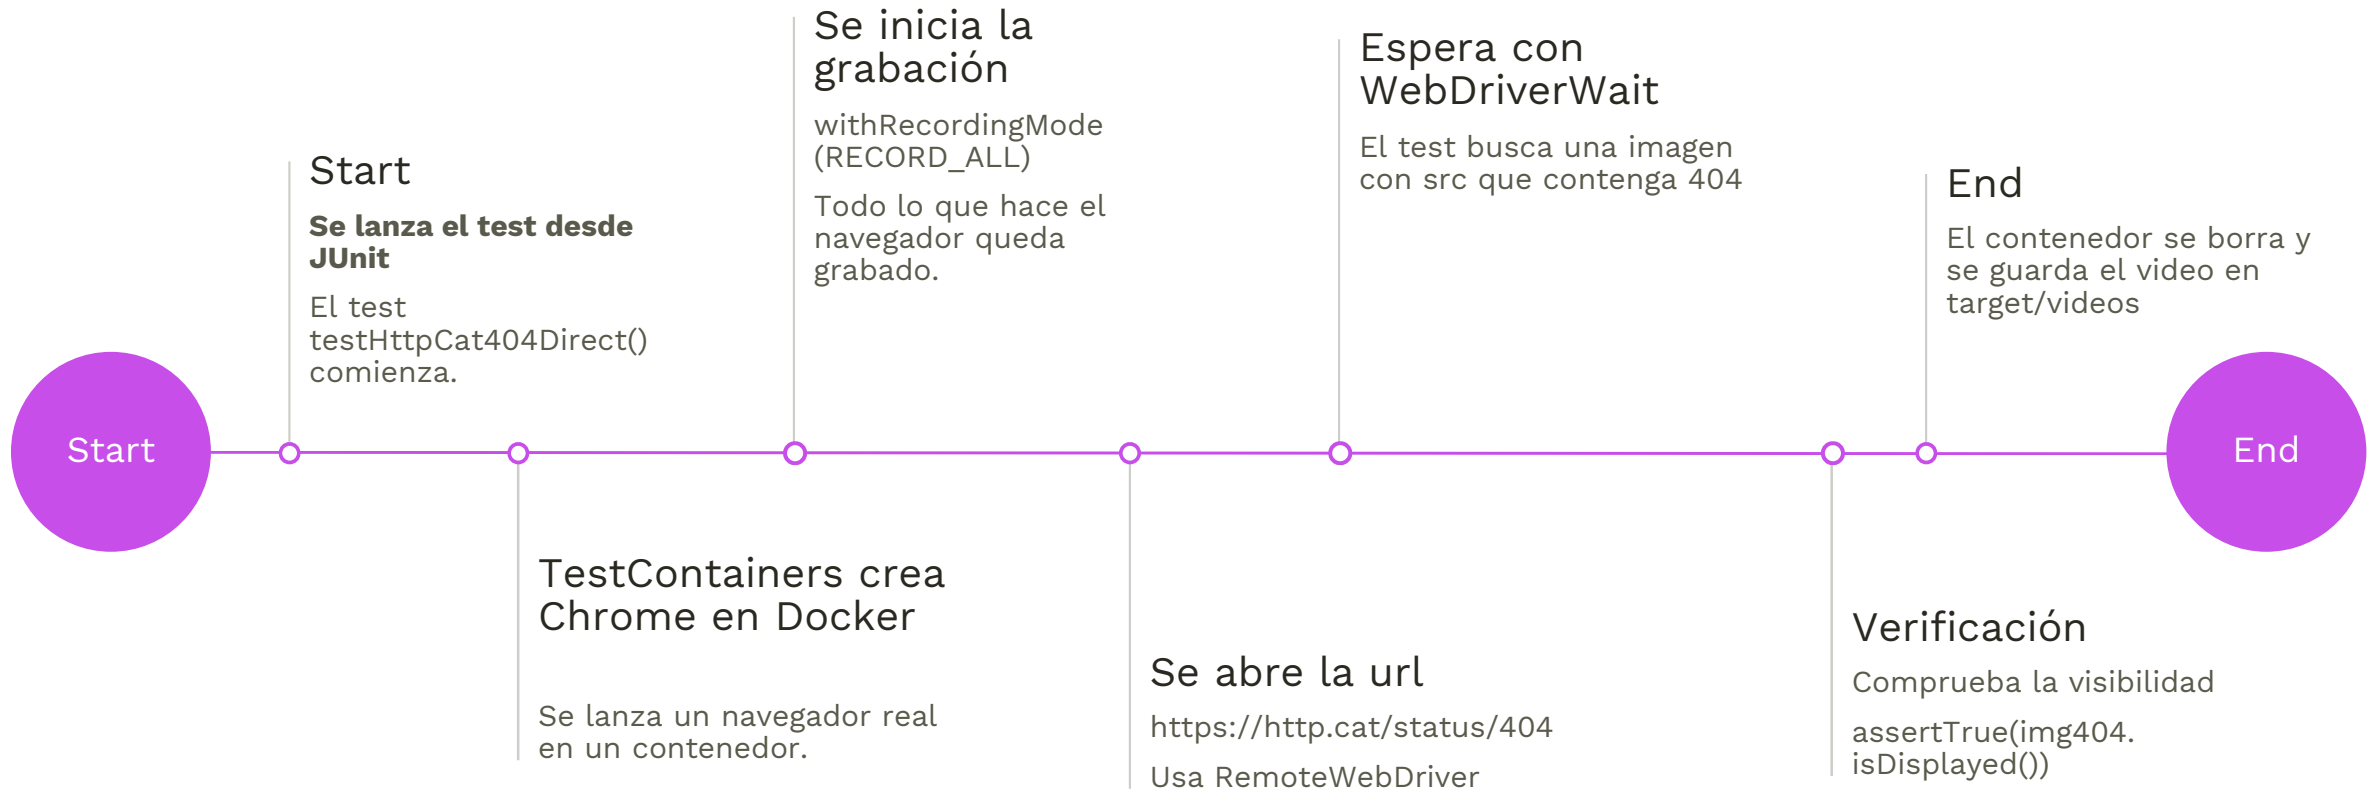 Start
Start
Se lanza el test desde
JUnit
El test
testHttpCat404Direct()
comienza.
TestContainers crea
Chrome en Docker
Se lanza un navegador real
en un contenedor.
Se inicia la
grabación
withRecordingMode
(RECORD_ALL)
Todo lo que hace el
navegador queda
grabado.
Se abre la url
https://http.cat/status/404
Usa RemoteWebDriver
Espera con
WebDriverWait
El test busca una imagen
con src que contenga 404
Verificación
Comprueba la visibilidad
assertTrue(img404.
isDisplayed())
End
El contenedor se borra y
se guarda el video en
target/videos
End